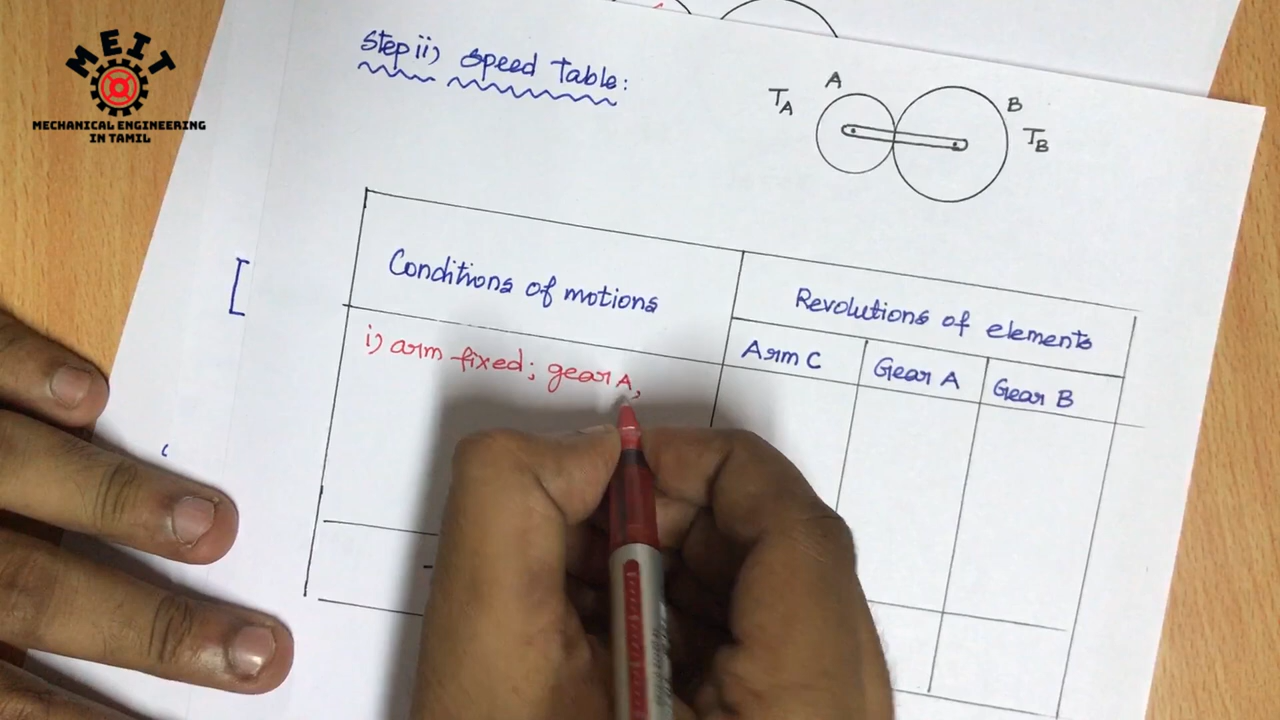 MEIT
MECHANICAL ENGINEERING
IN TAMIL
Step ii) Speed Table:
A
TA
B
TB
Conditions of motions
Revolutions of elements
Arm C
Gear A
Gear B
i) arm fixed; gear A,